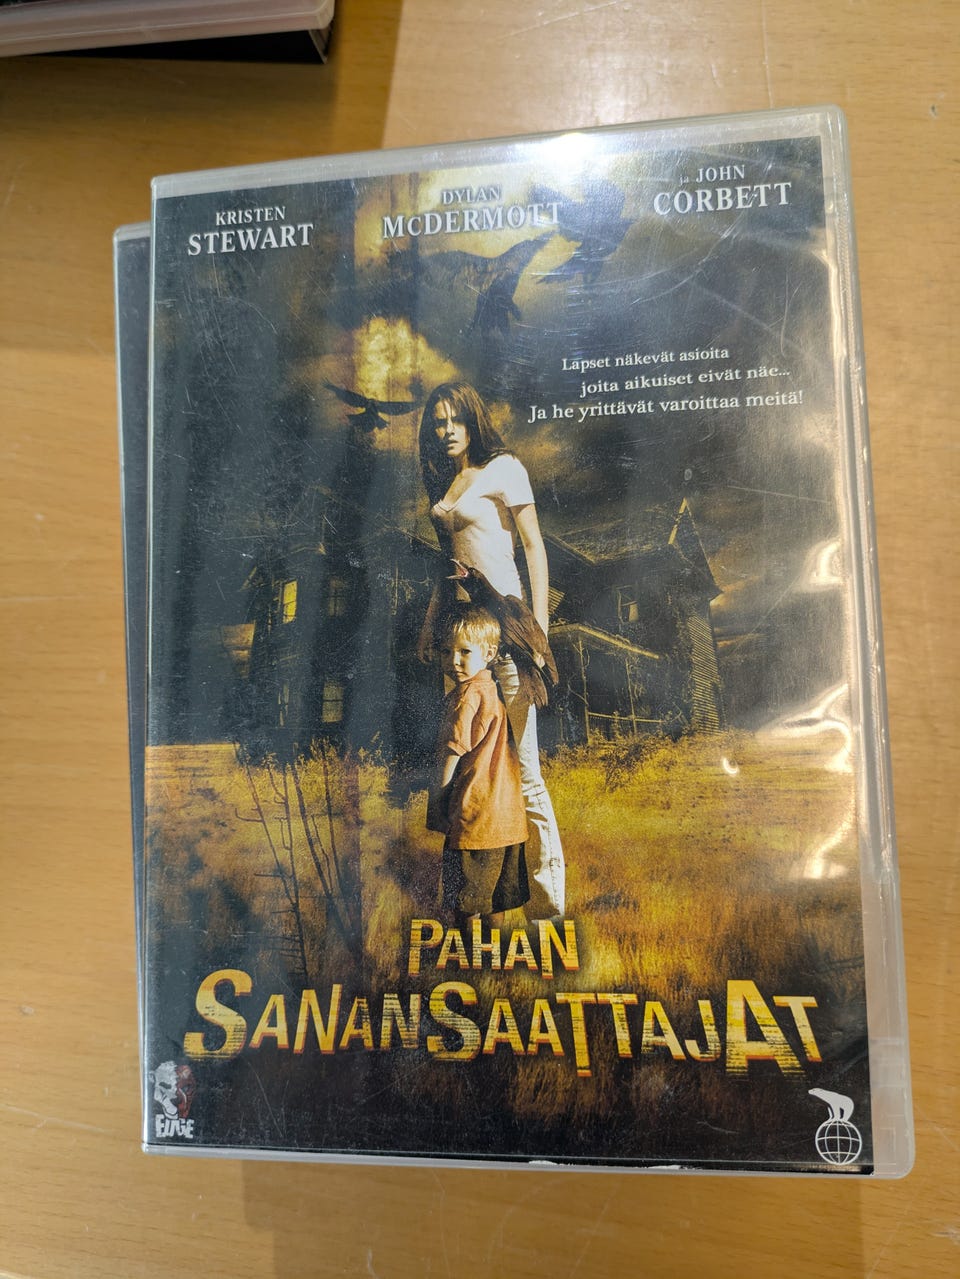 KRISTEN
STEWART
DYLAN
McDERMOTT
ja JOHN
CORBETT
Lapset näkevät asioita
joita aikuiset eivät näe...
Ja he yrittävät varoittaa meitä!
PAHAN
SANANSAATTAJAT
EDGE